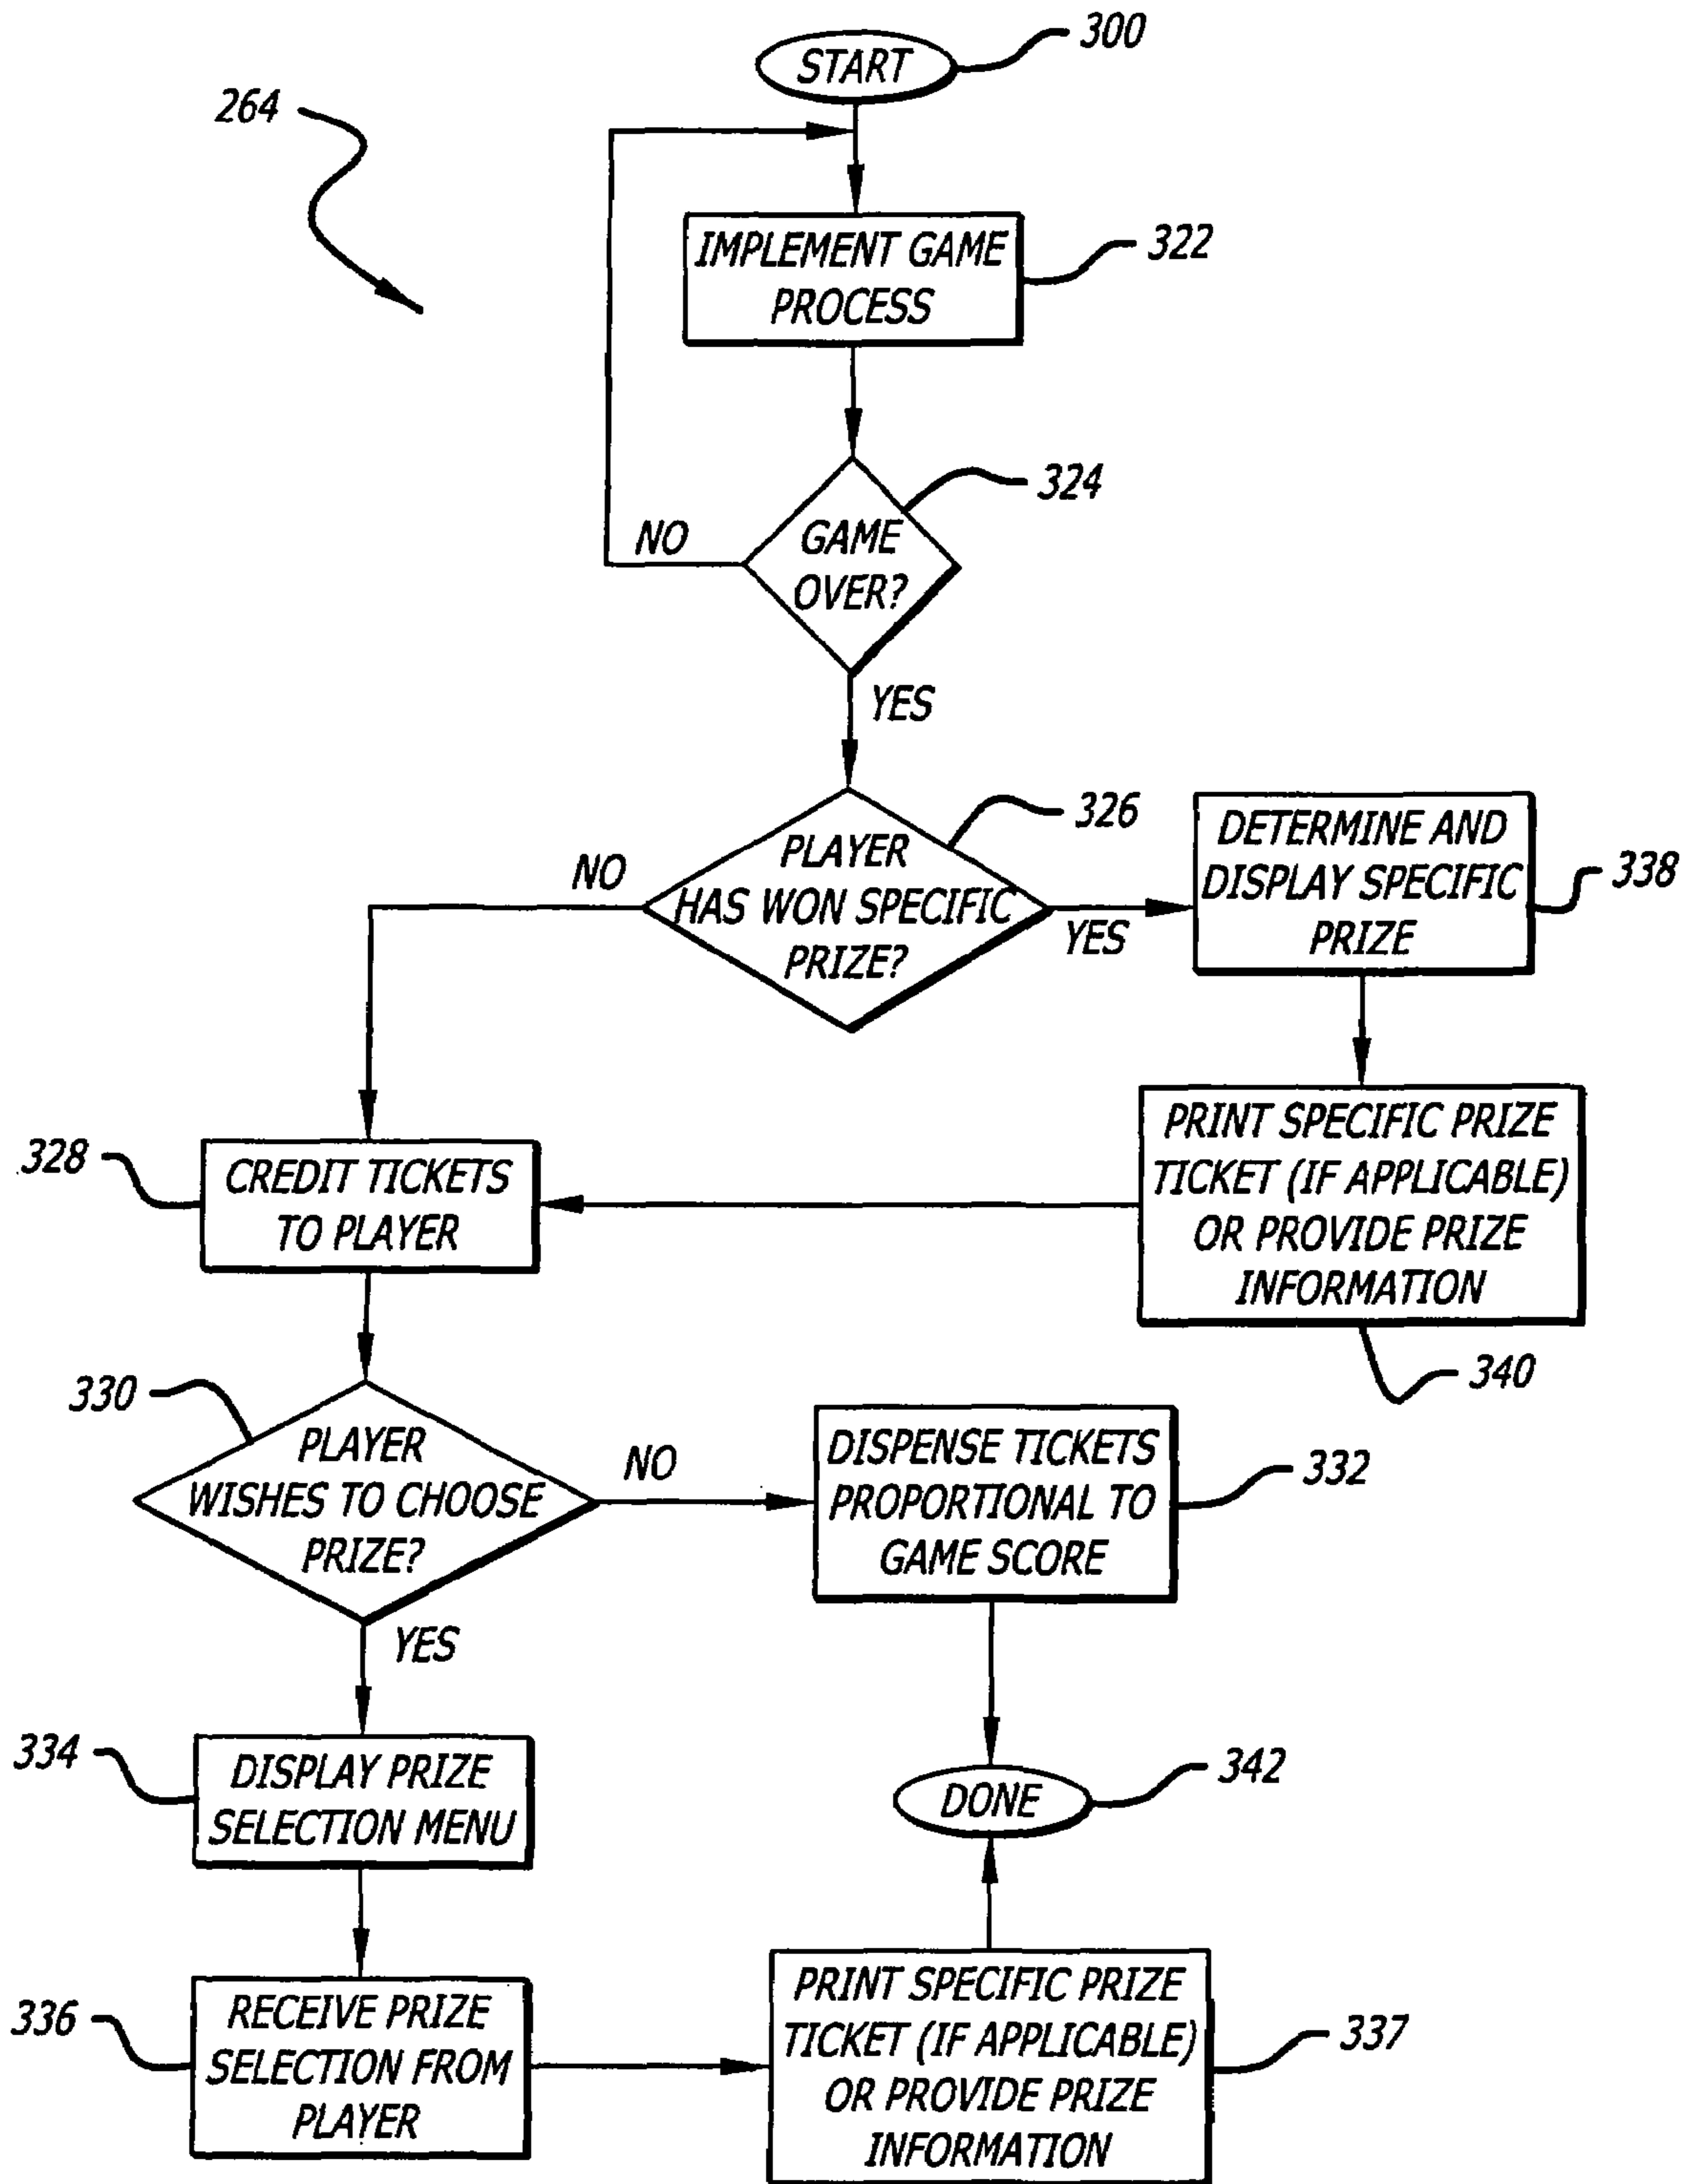 START
300
264
IMPLEMENT GAME
PROCESS
322
324
GAME
OVER?
NO
YES
326
PLAYER
HAS WON SPECIFIC
PRIZE?
NO
YES
DETERMINE AND
DISPLAY SPECIFIC
PRIZE
338
PRINT SPECIFIC PRIZE
TICKET (IF APPLICABLE)
OR PROVIDE PRIZE
INFORMATION
340
328
CREDIT TICKETS
TO PLAYER
330
PLAYER
WISHES TO CHOOSE
PRIZE?
NO
YES
DISPENSE TICKETS
PROPORTIONAL TO
GAME SCORE
332
334
DISPLAY PRIZE
SELECTION MENU
DONE
342
336
RECEIVE PRIZE
SELECTION FROM
PLAYER
PRINT SPECIFIC PRIZE
TICKET (IF APPLICABLE)
OR PROVIDE PRIZE
INFORMATION
337